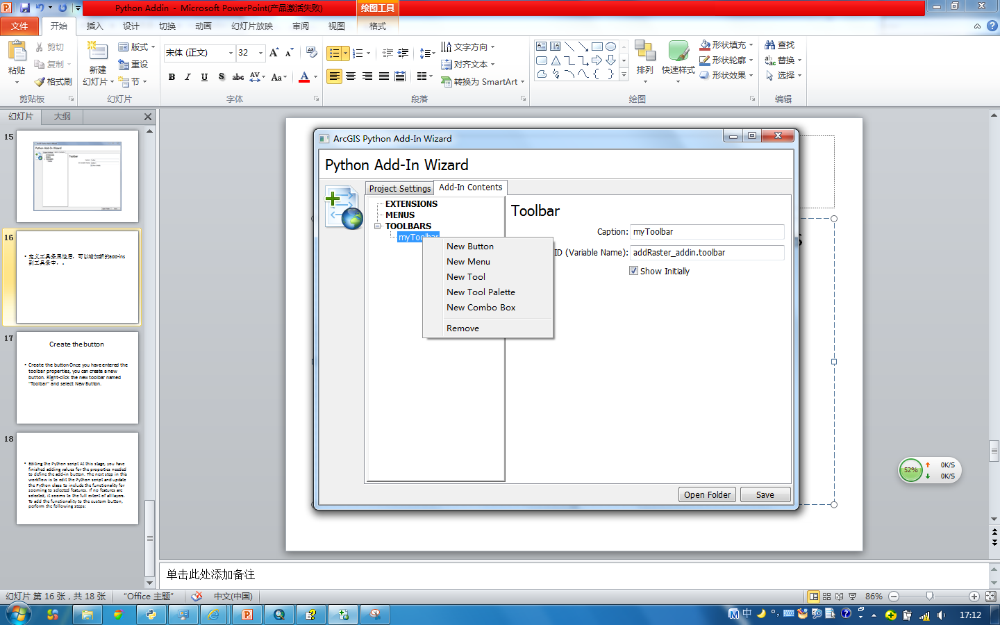 Python Addin - Microsoft PowerPoint(产品激活失败)
绘图工具
文件 开始 插入 设计 切换 动画 幻灯片放映 审阅 视图 格式
粘贴 剪切 复制 格式刷
剪贴板
新建 幻灯片 版式 重设 节
幻灯片
宋体 (正文) 32
B I U S abc AV Aa A
字体
文字方向
对齐文本
转换为 SmartArt
段落
排列 快速样式
形状填充
形状轮廓
形状效果
绘图
查找
替换
选择
编辑
幻灯片 大纲
15
Python Add-In Wizard
Toolbar
16
• 定义工具条属性后，可以增加新的add-ins
到工具条中。
17
Create the button
• Create the button Once you have entered the
toolbar properties, you can create a new
button. Right-click the new toolbar named
"Toolbar" and select New Button.
18
• Editing the Python script At this stage, you have
finished adding values for the properties needed
to define the add-in button. The next step in this
workflow is to edit the Python script and update
the Python class to include the functionality for
zooming to selected features. If no features are
selected, it zooms to the full extent of all layers.
To add the functionality to the custom button,
perform the following steps:
ArcGIS Python Add-In Wizard
Python Add-In Wizard
Project Settings Add-In Contents
EXTENSIONS
MENUS
TOOLBARS
myToolbar
New Button
New Menu
New Tool
New Tool Palette
New Combo Box
Remove
Toolbar
Caption: myToolbar
ID (Variable Name): addRaster_addin.toolbar
Show Initially
Open Folder Save
s
52% 0K/S
0K/S
单击此处添加备注
幻灯片 第 16 张，共 18 张 "Office 主题" 中文(中国) 86%
中 17:12